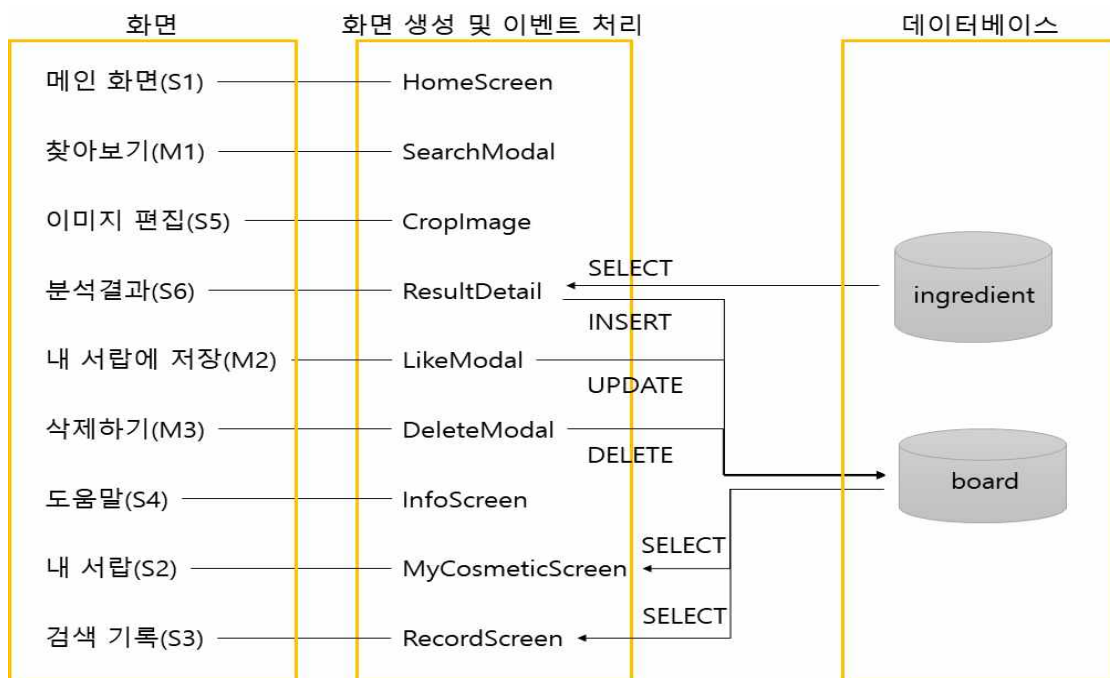 화면 화면 생성 및 이벤트 처리 데이터베이스
메인 화면(S1) HomeScreen
찾아보기(M1) SearchModal
이미지 편집(S5) CropImage
SELECT
분석결과(S6) ResultDetail ingredient
INSERT
내 서랍에 저장(M2) LikeModal
UPDATE
삭제하기(M3) DeleteModal
DELETE
board
도움말(S4) InfoScreen
SELECT
내 서랍(S2) MyCosmeticScreen
SELECT
검색 기록(S3) RecordScreen